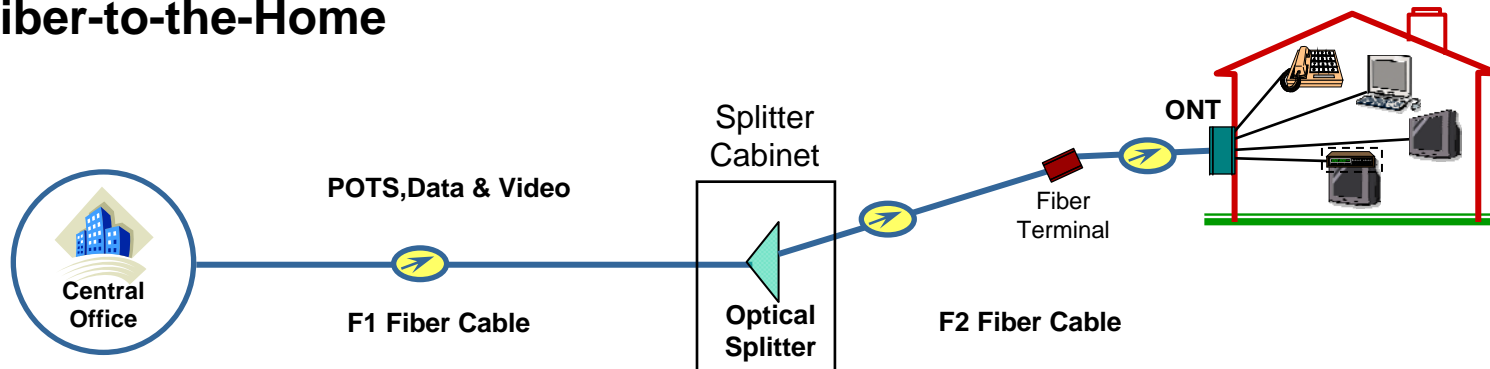 iber-to-the-Home
Splitter
Cabinet
ONT
POTS,Data & Video
Fiber
Terminal
Central
Office
F1 Fiber Cable
Optical
Splitter
F2 Fiber Cable